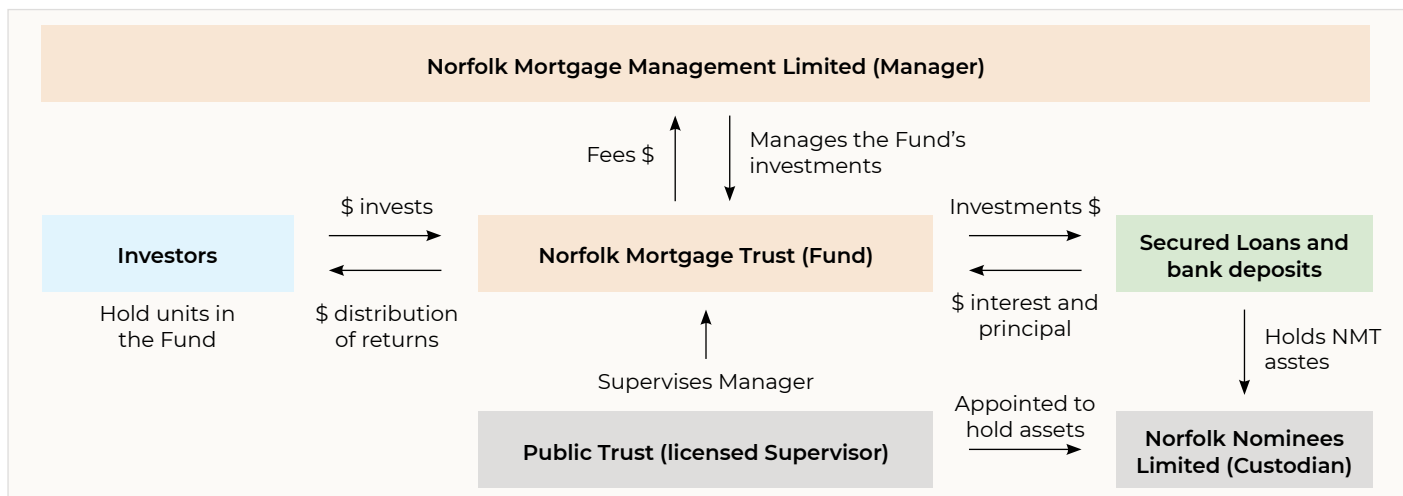 Norfolk Mortgage Management Limited (Manager)
Fees $
Manages the Fund's
investments
$ invests
Investments $
Investors
Norfolk Mortgage Trust (Fund)
Secured Loans and
bank deposits
Hold units in
the Fund
$ distribution
of returns
$ interest and
principal
Holds NMT
asstes
Supervises Manager
Appointed to
hold assets
Public Trust (licensed Supervisor)
Norfolk Nominees
Limited (Custodian)